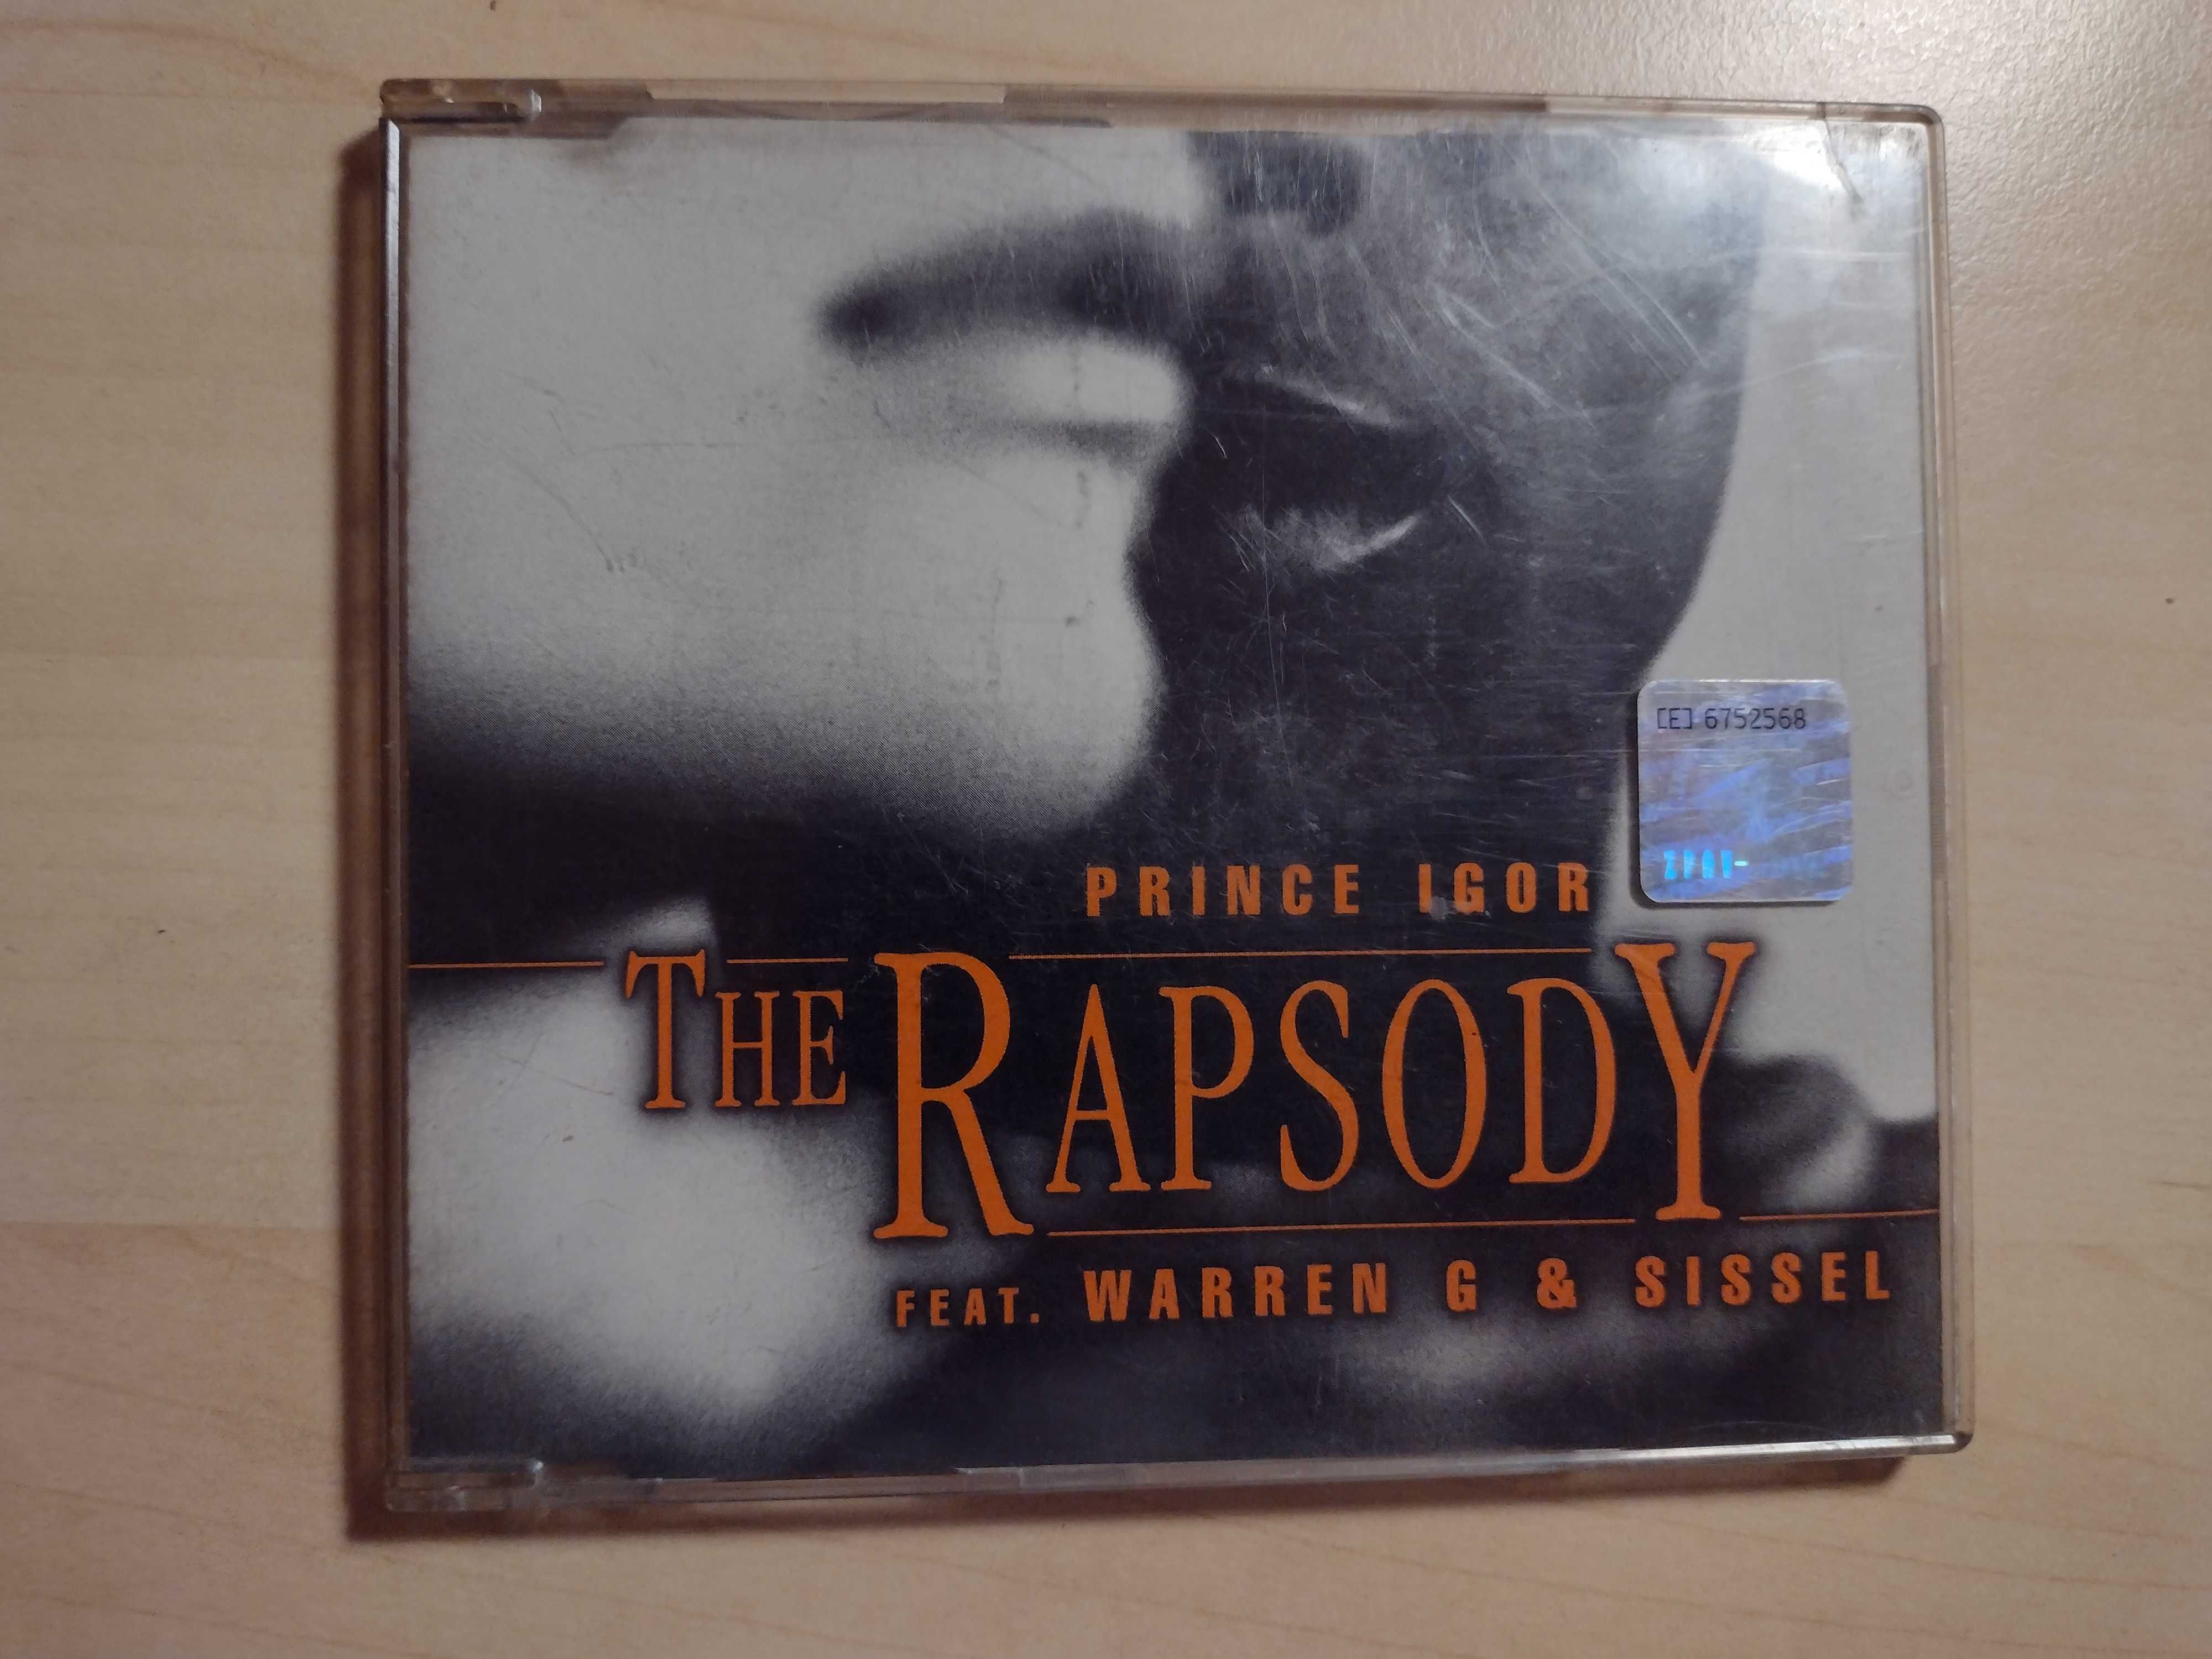 [E] 6752568
PRINCE IGOR
THE RAPSODY
FEAT. WARREN G & SISSEL